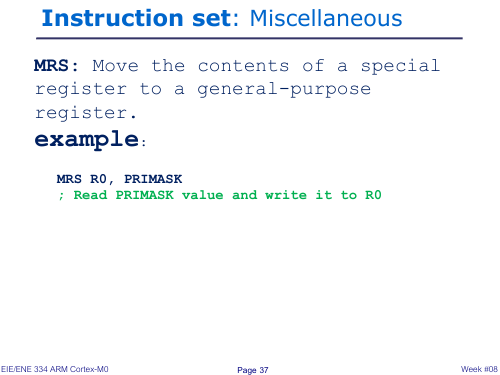 Instruction set: Miscellaneous
MRS: Move the contents of a special
register to a general-purpose
register.
example:
MRS R0, PRIMASK
; Read PRIMASK value and write it to R0
EIE/ENE 334 ARM Cortex-M0
Page 37
Week #08